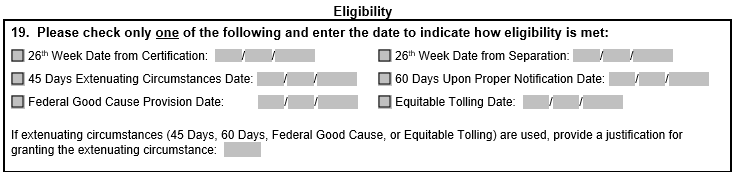 Eligibility
19. Please check only one of the following and enter the date to indicate how eligibility is met:
26th Week Date from Certification: / / 26th Week Date from Separation: / /
45 Days Extenuating Circumstances Date: / / 60 Days Upon Proper Notification Date: / /
Federal Good Cause Provision Date: / / Equitable Tolling Date: / /
If extenuating circumstances (45 Days, 60 Days, Federal Good Cause, or Equitable Tolling) are used, provide a justification for
granting the extenuating circumstance: